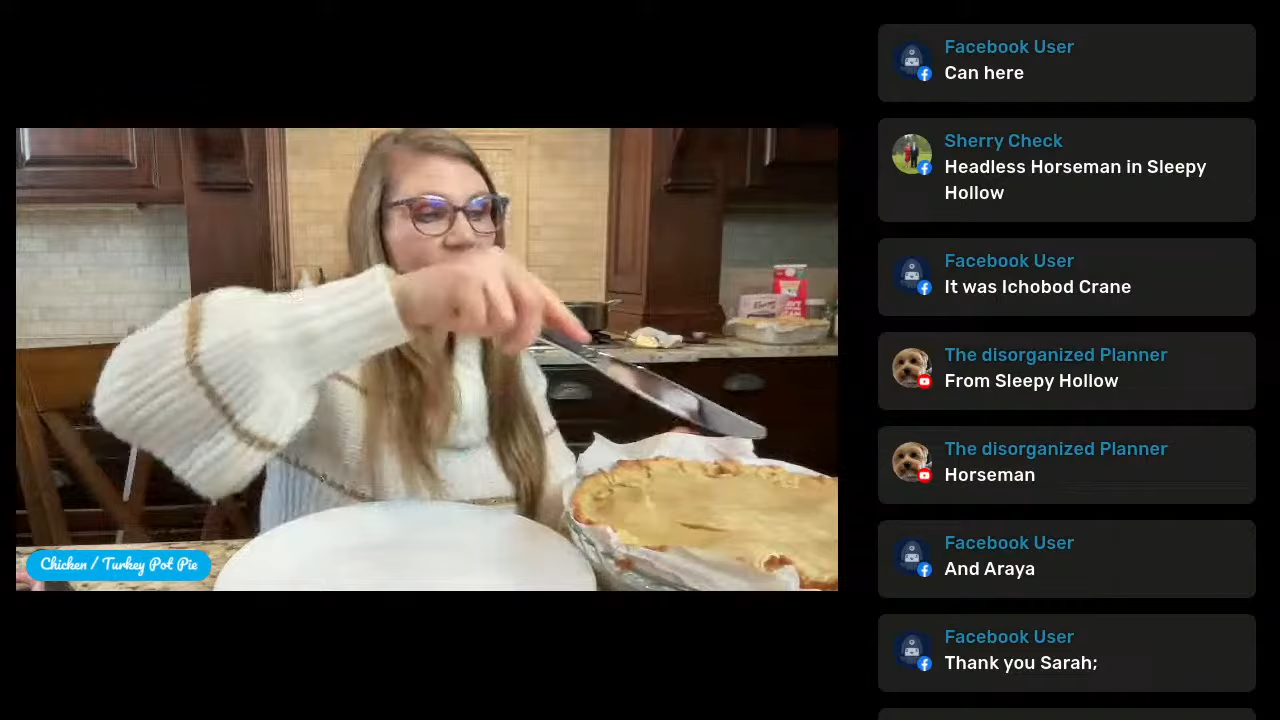 Facebook User
Can here
Sherry Check
Headless Horseman in Sleepy
Hollow
Facebook User
It was Ichobod Crane
The disorganized Planner
From Sleepy Hollow
The disorganized Planner
Horseman
Facebook User
And Araya
Facebook User
Thank you Sarah;
Chicken / Turkey Pot Pie